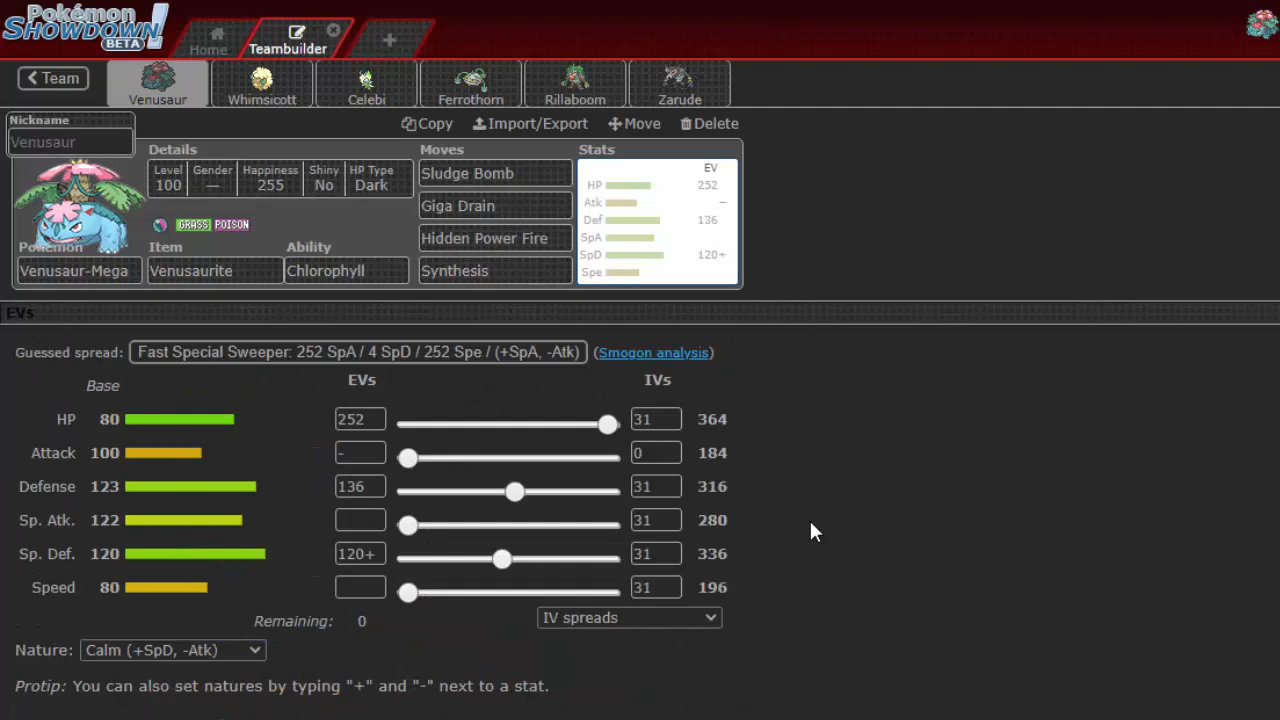 Pokémon
SHOWDOWN!
BETA
Home
Teambuilder
+
Team
Venusaur
Whimsicott
Celebi
Ferrothorn
Rillaboom
Zarude
Nickname
Venusaur
Copy
Import/Export
Move
Delete
Details
Moves
Stats
Level
100
Gender
—
Happiness
255
Shiny
No
HP Type
Dark
Sludge Bomb
Giga Drain
Hidden Power Fire
Synthesis
EV
HP 252
Atk –
Def 136
SpA
SpD 120+
Spe
GRASS POISON
Pokémon
Item
Ability
Venusaur-Mega
Venusaurite
Chlorophyll
EVs
Guessed spread: Fast Special Sweeper: 252 SpA / 4 SpD / 252 Spe / (+SpA, -Atk) (Smogon analysis)
Base EVs IVs
HP 80 252 31 364
Attack 100 - 0 184
Defense 123 136 31 316
Sp. Atk. 122 31 280
Sp. Def. 120 120+ 31 336
Speed 80 31 196
Remaining: 0 IV spreads
Nature: Calm (+SpD, -Atk)
Protip: You can also set natures by typing "+" and "-" next to a stat.